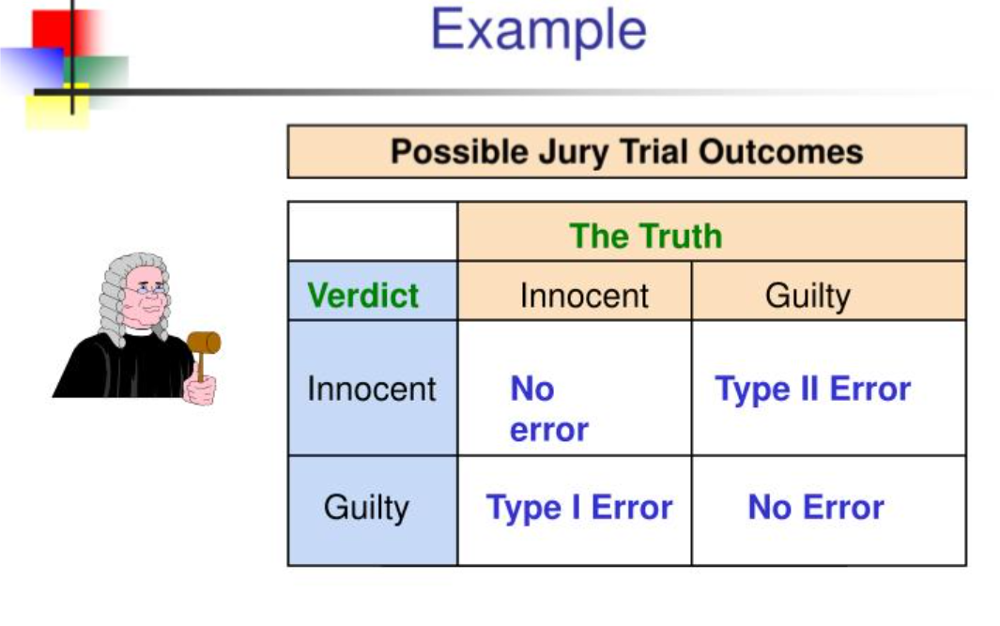 Example
Possible Jury Trial Outcomes
The Truth
Verdict Innocent Guilty
Innocent No error Type II Error
Guilty Type I Error No Error